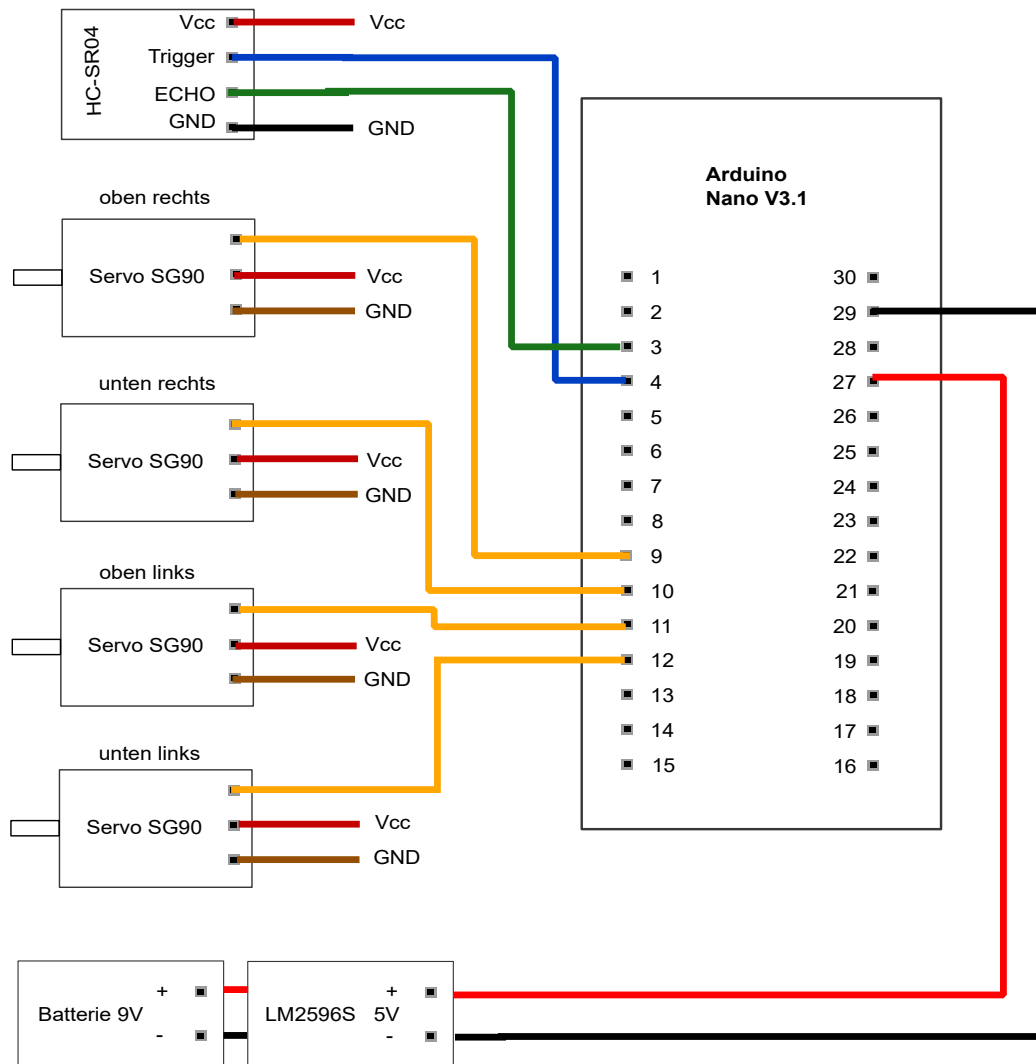 HC-SR04
Vcc
Trigger
ECHO
GND
Vcc
GND
oben rechts
Servo SG90
Vcc
GND
unten rechts
Servo SG90
Vcc
GND
oben links
Servo SG90
Vcc
GND
unten links
Servo SG90
Vcc
GND
Arduino
Nano V3.1
1 30
2 29
3 28
4 27
5 26
6 25
7 24
8 23
9 22
10 21
11 20
12 19
13 18
14 17
15 16
Batterie 9V + -
LM2596S 5V + -